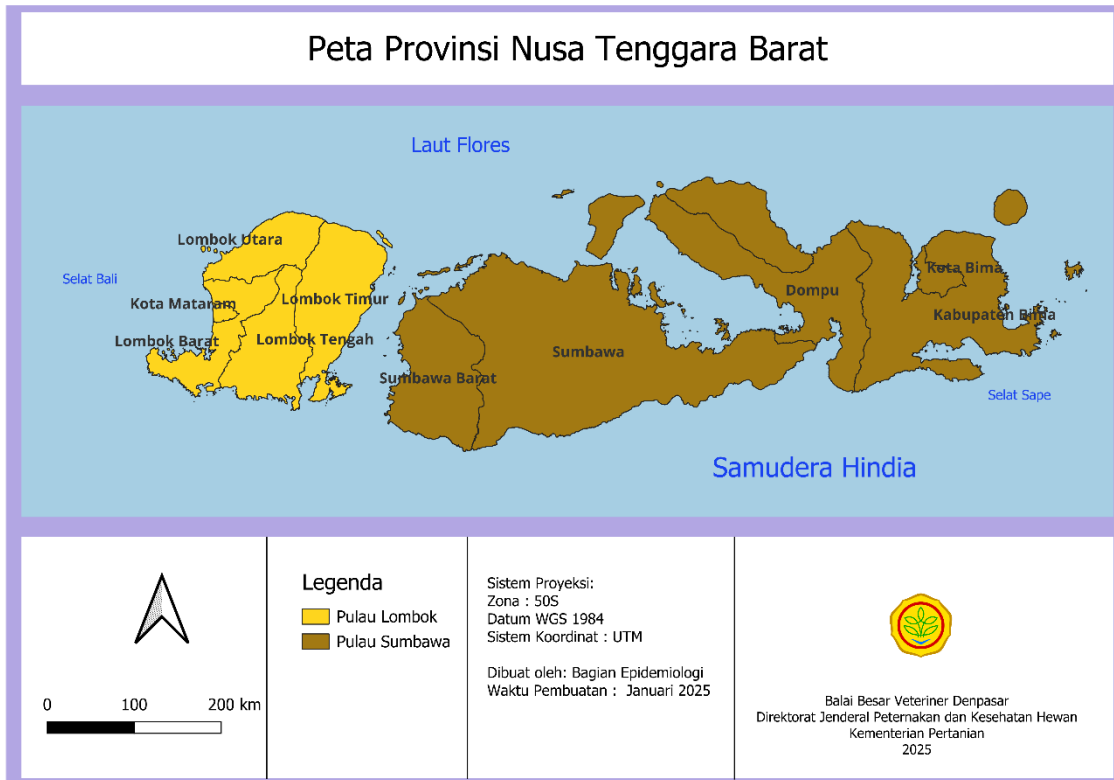 Peta Provinsi Nusa Tenggara Barat
Laut Flores
Lombok Utara
Selat Bali
Kota Mataram
Lombok Timur
Lombok Barat
Lombok Tengah
Sumbawa Barat
Sumbawa
Dompu
Kota Bima
Kabupaten Bima
Selat Sape
Samudera Hindia
0 100 200 km
Legenda
Pulau Lombok
Pulau Sumbawa
Sistem Proyeksi:
Zona : 50S
Datum WGS 1984
Sistem Koordinat : UTM
Dibuat oleh: Bagian Epidemiologi
Waktu Pembuatan : Januari 2025
Balai Besar Veteriner Denpasar
Direktorat Jenderal Peternakan dan Kesehatan Hewan
Kementerian Pertanian
2025